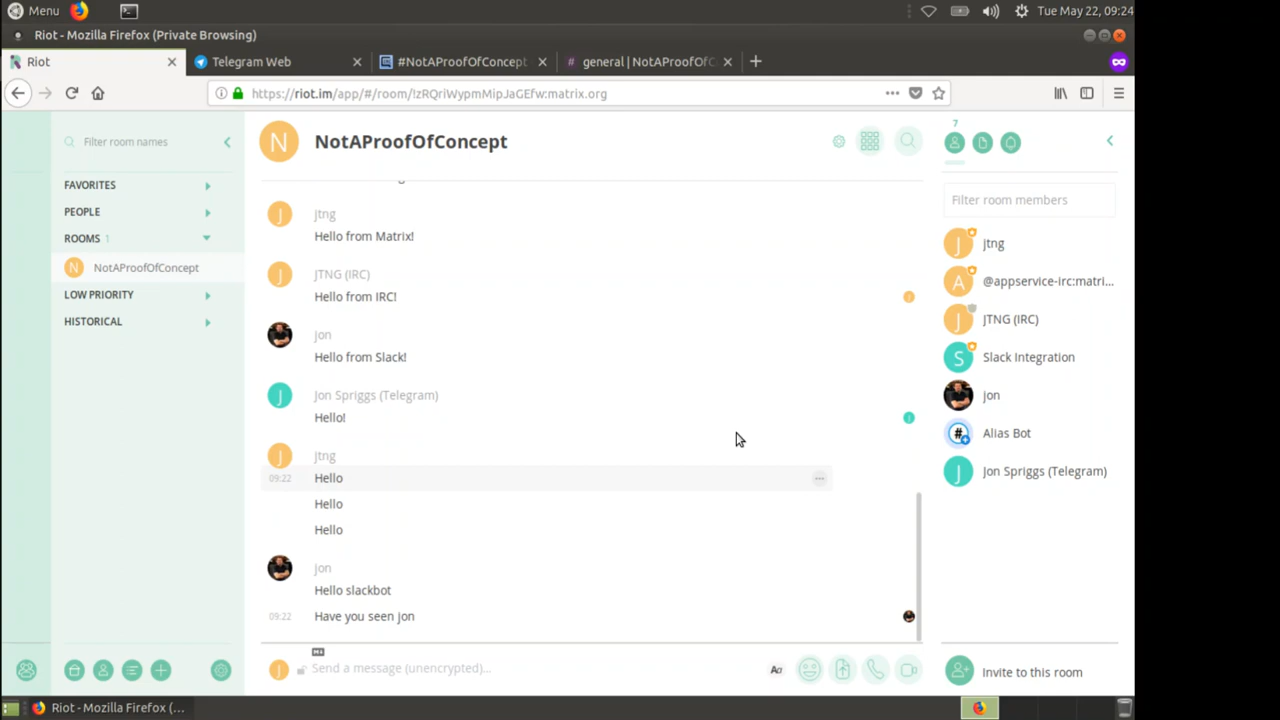 Menu
Tue May 22, 09:24
Riot - Mozilla Firefox (Private Browsing)
Riot
Telegram Web
#NotAProofOfConcept
# general | NotAProofOfC
https://riot.im/app/#/room/!zRQriWypmMipJaGEfw:matrix.org
Filter room names
FAVORITES
PEOPLE
ROOMS 1
N NotAProofOfConcept
LOW PRIORITY
HISTORICAL
N NotAProofOfConcept
J jtng
Hello from Matrix!
J JTNG (IRC)
Hello from IRC!
J
jon
Hello from Slack!
J Jon Spriggs (Telegram)
Hello!
J
J jtng
09:22 Hello
Hello
Hello
jon
Hello slackbot
09:22 Have you seen jon
J Send a message (unencrypted)...
Aa
7
Filter room members
J jtng
A @appservice-irc:matri...
J JTNG (IRC)
S Slack Integration
jon
# Alias Bot
J Jon Spriggs (Telegram)
Invite to this room
Riot - Mozilla Firefox (...